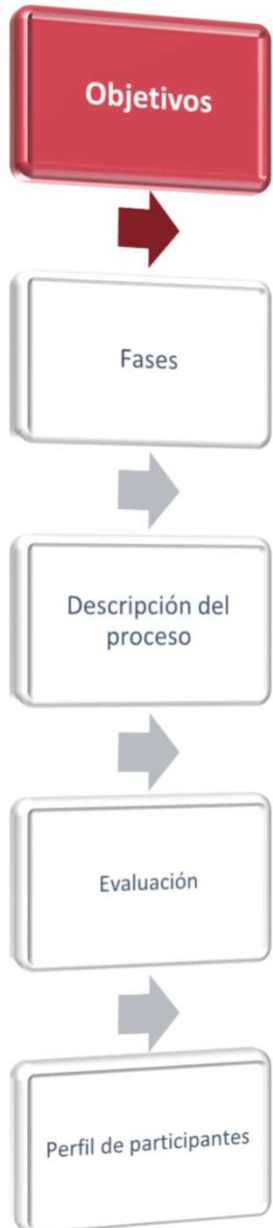 Objetivos
Fases
Descripción del
proceso
Evaluación
Perfil de participantes